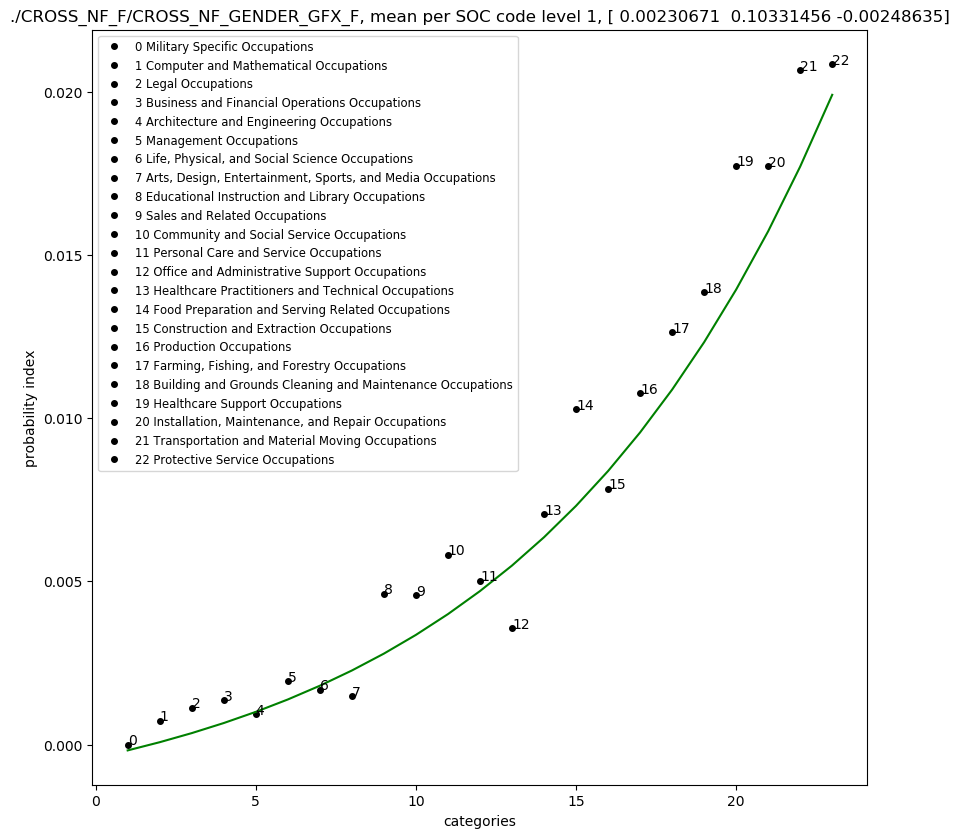 ./CROSS_NF_F/CROSS_NF_GENDER_GFX_F, mean per SOC code level 1, [ 0.00230671  0.10331456 -0.00248635]
0 Military Specific Occupations
1 Computer and Mathematical Occupations
2 Legal Occupations
3 Business and Financial Operations Occupations
4 Architecture and Engineering Occupations
5 Management Occupations
6 Life, Physical, and Social Science Occupations
7 Arts, Design, Entertainment, Sports, and Media Occupations
8 Educational Instruction and Library Occupations
9 Sales and Related Occupations
10 Community and Social Service Occupations
11 Personal Care and Service Occupations
12 Office and Administrative Support Occupations
13 Healthcare Practitioners and Technical Occupations
14 Food Preparation and Serving Related Occupations
15 Construction and Extraction Occupations
16 Production Occupations
17 Farming, Fishing, and Forestry Occupations
18 Building and Grounds Cleaning and Maintenance Occupations
19 Healthcare Support Occupations
20 Installation, Maintenance, and Repair Occupations
21 Transportation and Material Moving Occupations
22 Protective Service Occupations
probability index
0.020
0.015
0.010
0.005
0.000
0
1
2
3
4
5
6
7
8
9
10
11
12
13
14
15
16
17
18
19
20
21
22
0
5
10
15
20
categories